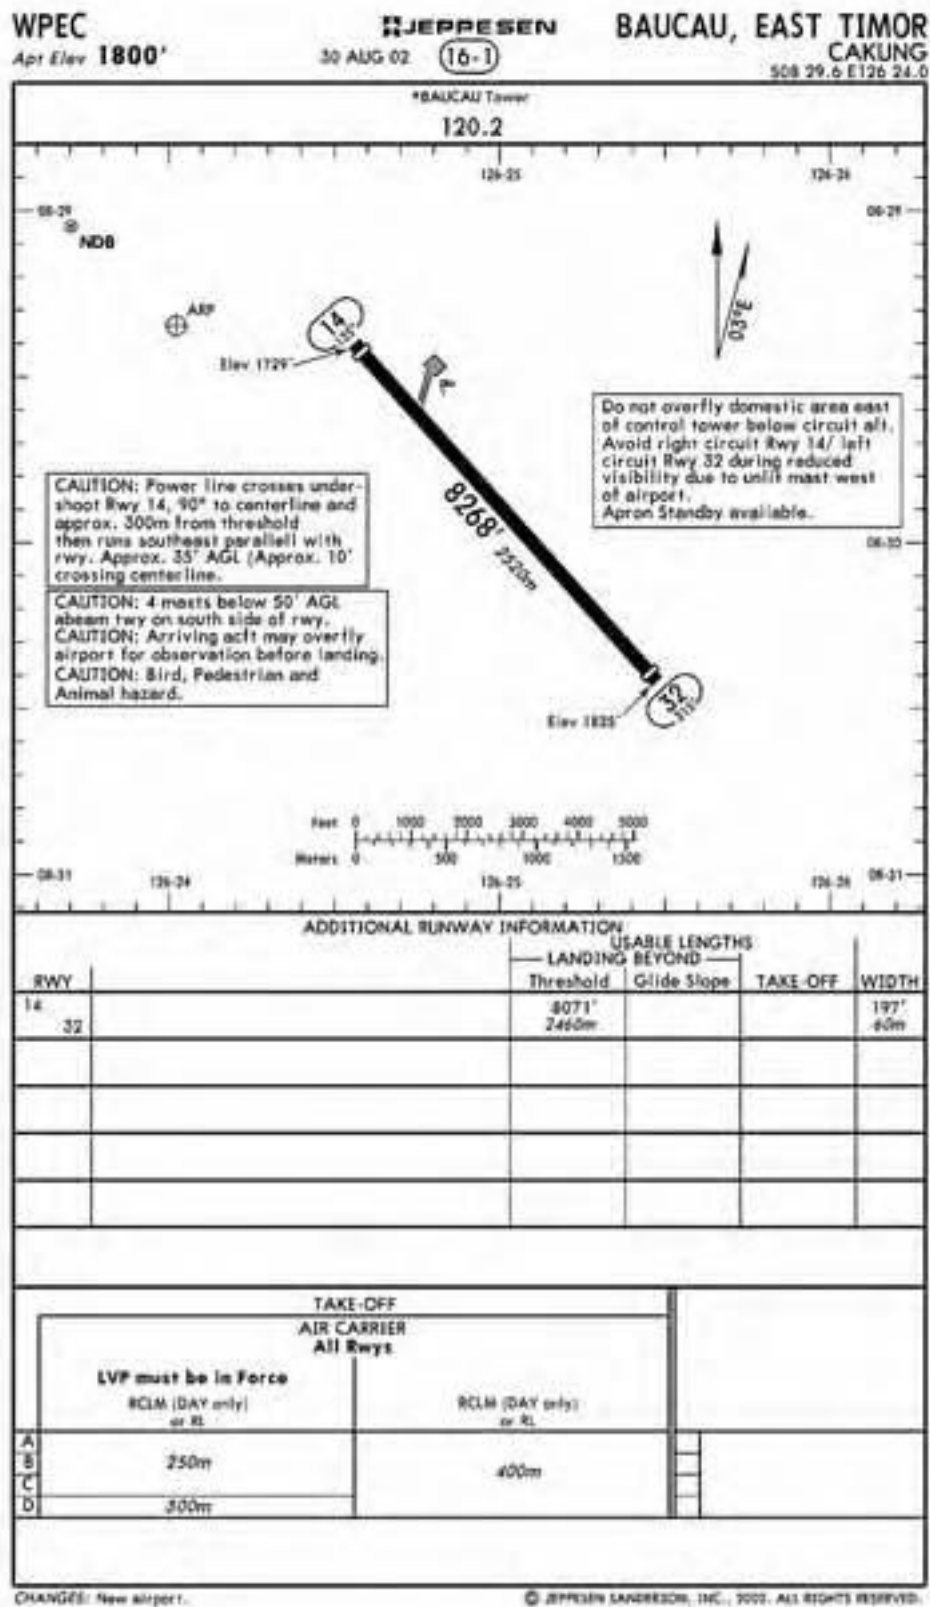 WPEC
Apt Elev 1800'
JEPPESEN
30 AUG 02 16-1
BAUCAU, EAST TIMOR
CAKUNG
S08 29.6 E126 24.0
*BAUCAU Tower
120.2
126-25 126-26
08-29 08-29
NDB
ARP
14
Elev 1729'
03°E
Do not overfly domestic area east
of control tower below circuit alt.
Avoid right circuit Rwy 14/ left
circuit Rwy 32 during reduced
visibility due to unlit mast west
of airport.
Apron Standby available.
CAUTION: Power line crosses under-
shoot Rwy 14, 90° to centerline and
approx. 300m from threshold
then runs southeast parallell with
rwy. Approx. 35' AGL (Approx. 10'
crossing centerline.
8268' 2520m
08-30
CAUTION: 4 masts below 50' AGL
abeam twy on south side of rwy.
CAUTION: Arriving acft may overfly
airport for observation before landing.
CAUTION: Bird, Pedestrian and
Animal hazard.
32
Elev 1835'
Feet 0 1000 2000 3000 4000 5000
Meters 0 500 1000 1500
08-31 126-24 126-25 126-26 08-31
ADDITIONAL RUNWAY INFORMATION
USABLE LENGTHS
LANDING BEYOND
RWY Threshold Glide Slope TAKE-OFF WIDTH
14 8071' 197'
32 2460m 60m
TAKE-OFF
AIR CARRIER
All Rwys
LVP must be in Force
RCLM (DAY only) RCLM (DAY only)
or RL or RL
A
B 250m 400m
C
D 300m
CHANGES: New airport. © JEPPESEN SANDERSON, INC., 2002. ALL RIGHTS RESERVED.